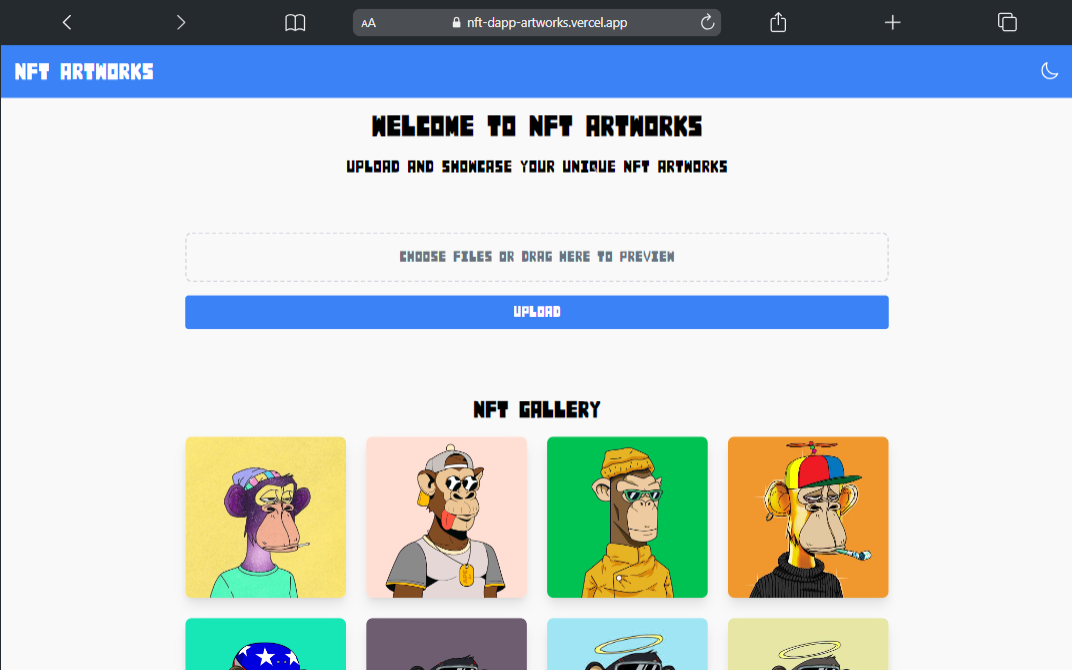 AA nft-dapp-artworks.vercel.app
NFT ARTWORKS
WELCOME TO NFT ARTWORKS
UPLOAD AND SHOWCASE YOUR UNIQUE NFT ARTWORKS
CHOOSE FILES OR DRAG HERE TO PREVIEW
UPLOAD
NFT GALLERY